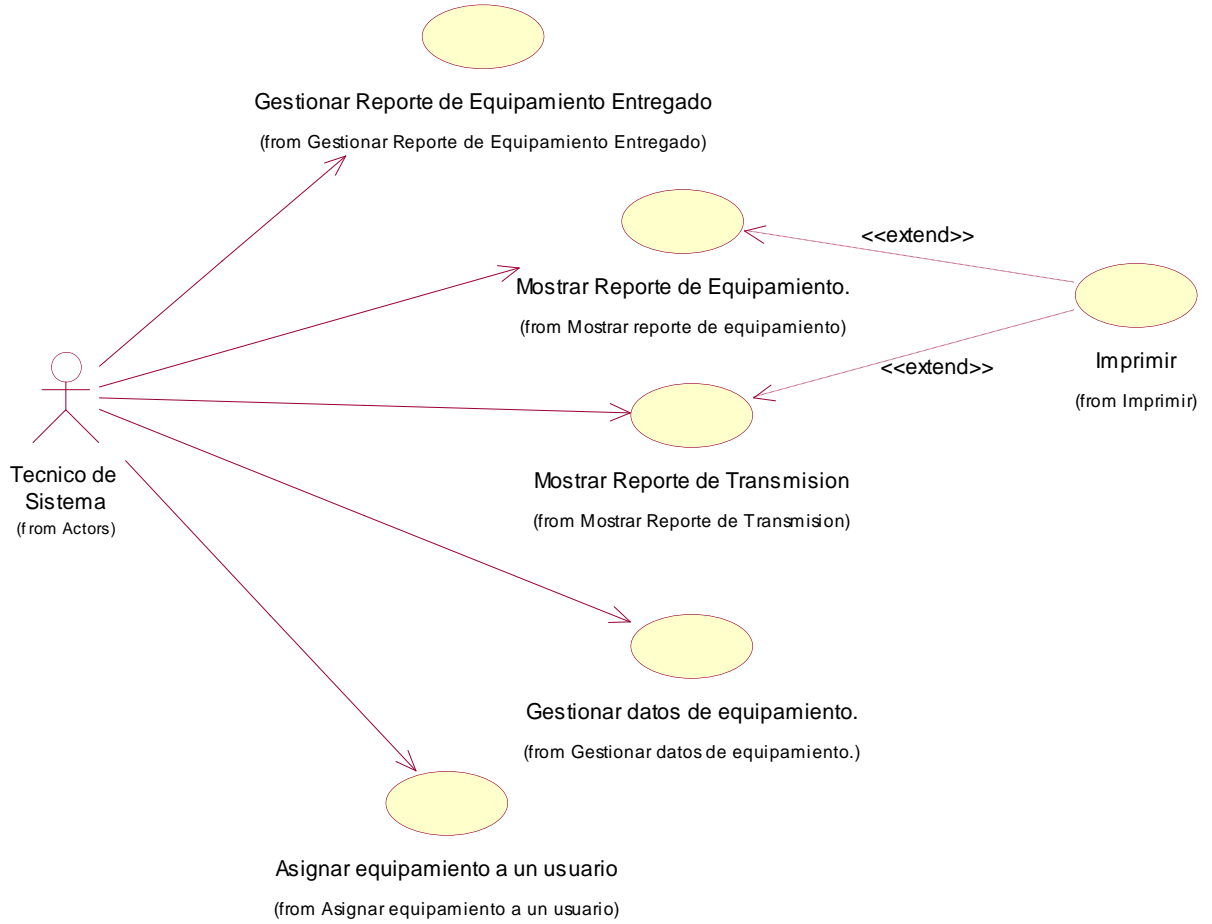 Gestionar Reporte de Equipamiento Entregado
(from Gestionar Reporte de Equipamiento Entregado)
<<extend>>
Mostrar Reporte de Equipamiento.
(from Mostrar reporte de equipamiento)
Imprimir
(from Imprimir)
<<extend>>
Tecnico de
Sistema
(from Actors)
Mostrar Reporte de Transmision
(from Mostrar Reporte de Transmision)
Gestionar datos de equipamiento.
(from Gestionar datos de equipamiento.)
Asignar equipamiento a un usuario
(from Asignar equipamiento a un usuario)